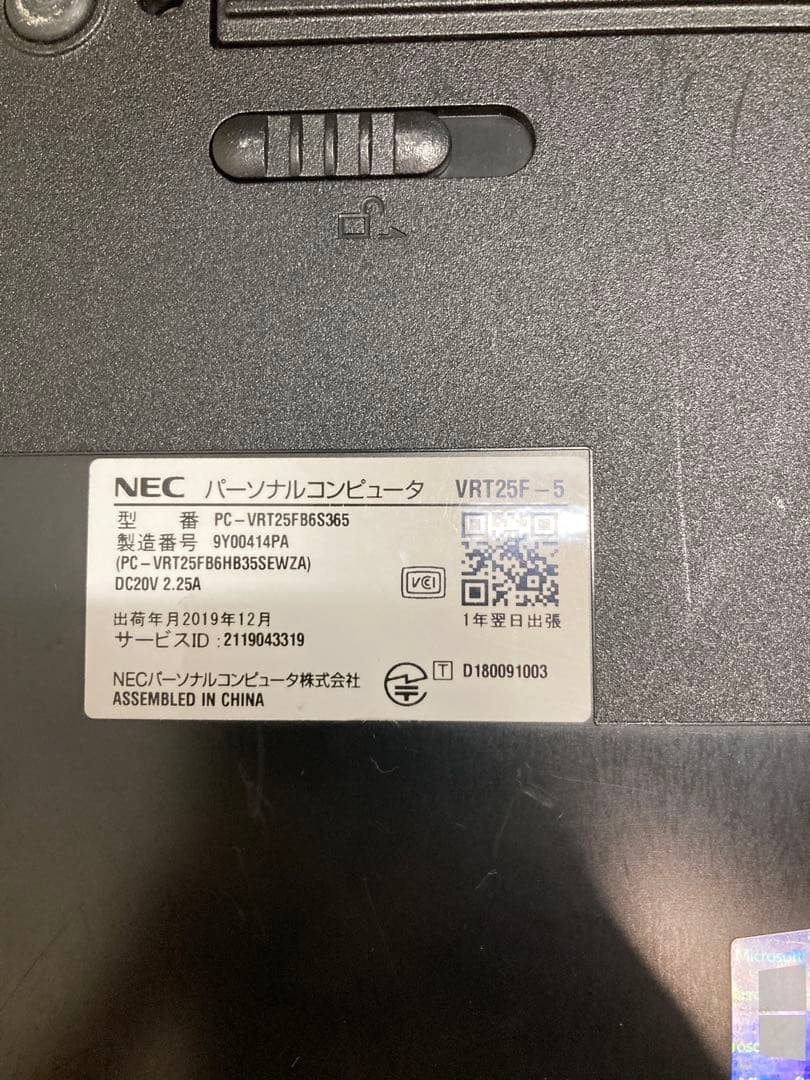 NEC パーソナルコンピュータ VRT25F-5
型 番 PC-VRT25FB6S365
製造番号 9Y00414PA
(PC-VRT25FB6HB35SEWZA)
DC20V 2.25A
VCI
出荷年月2019年12月
1年翌日出張
サービスID:2119043319
NECパーソナルコンピュータ株式会社
T D180091003
ASSEMBLED IN CHINA
Microsoft